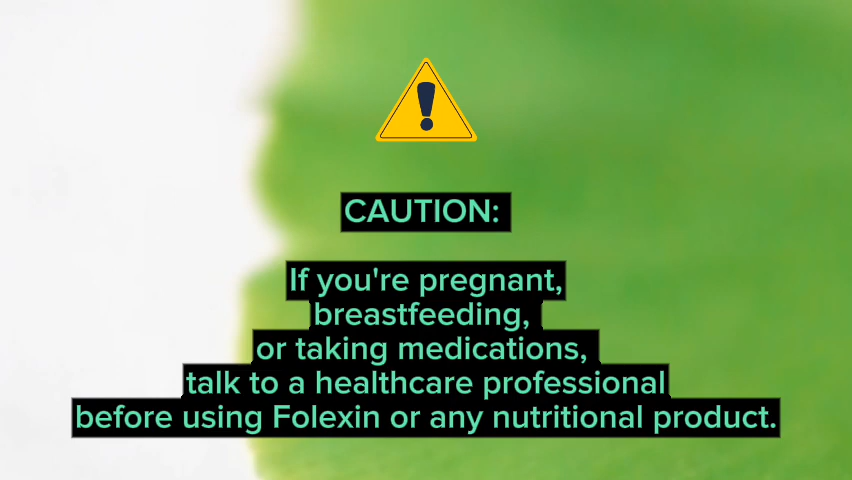 CAUTION:
If you're pregnant,
breastfeeding,
or taking medications,
talk to a healthcare professional
before using Folexin or any nutritional product.